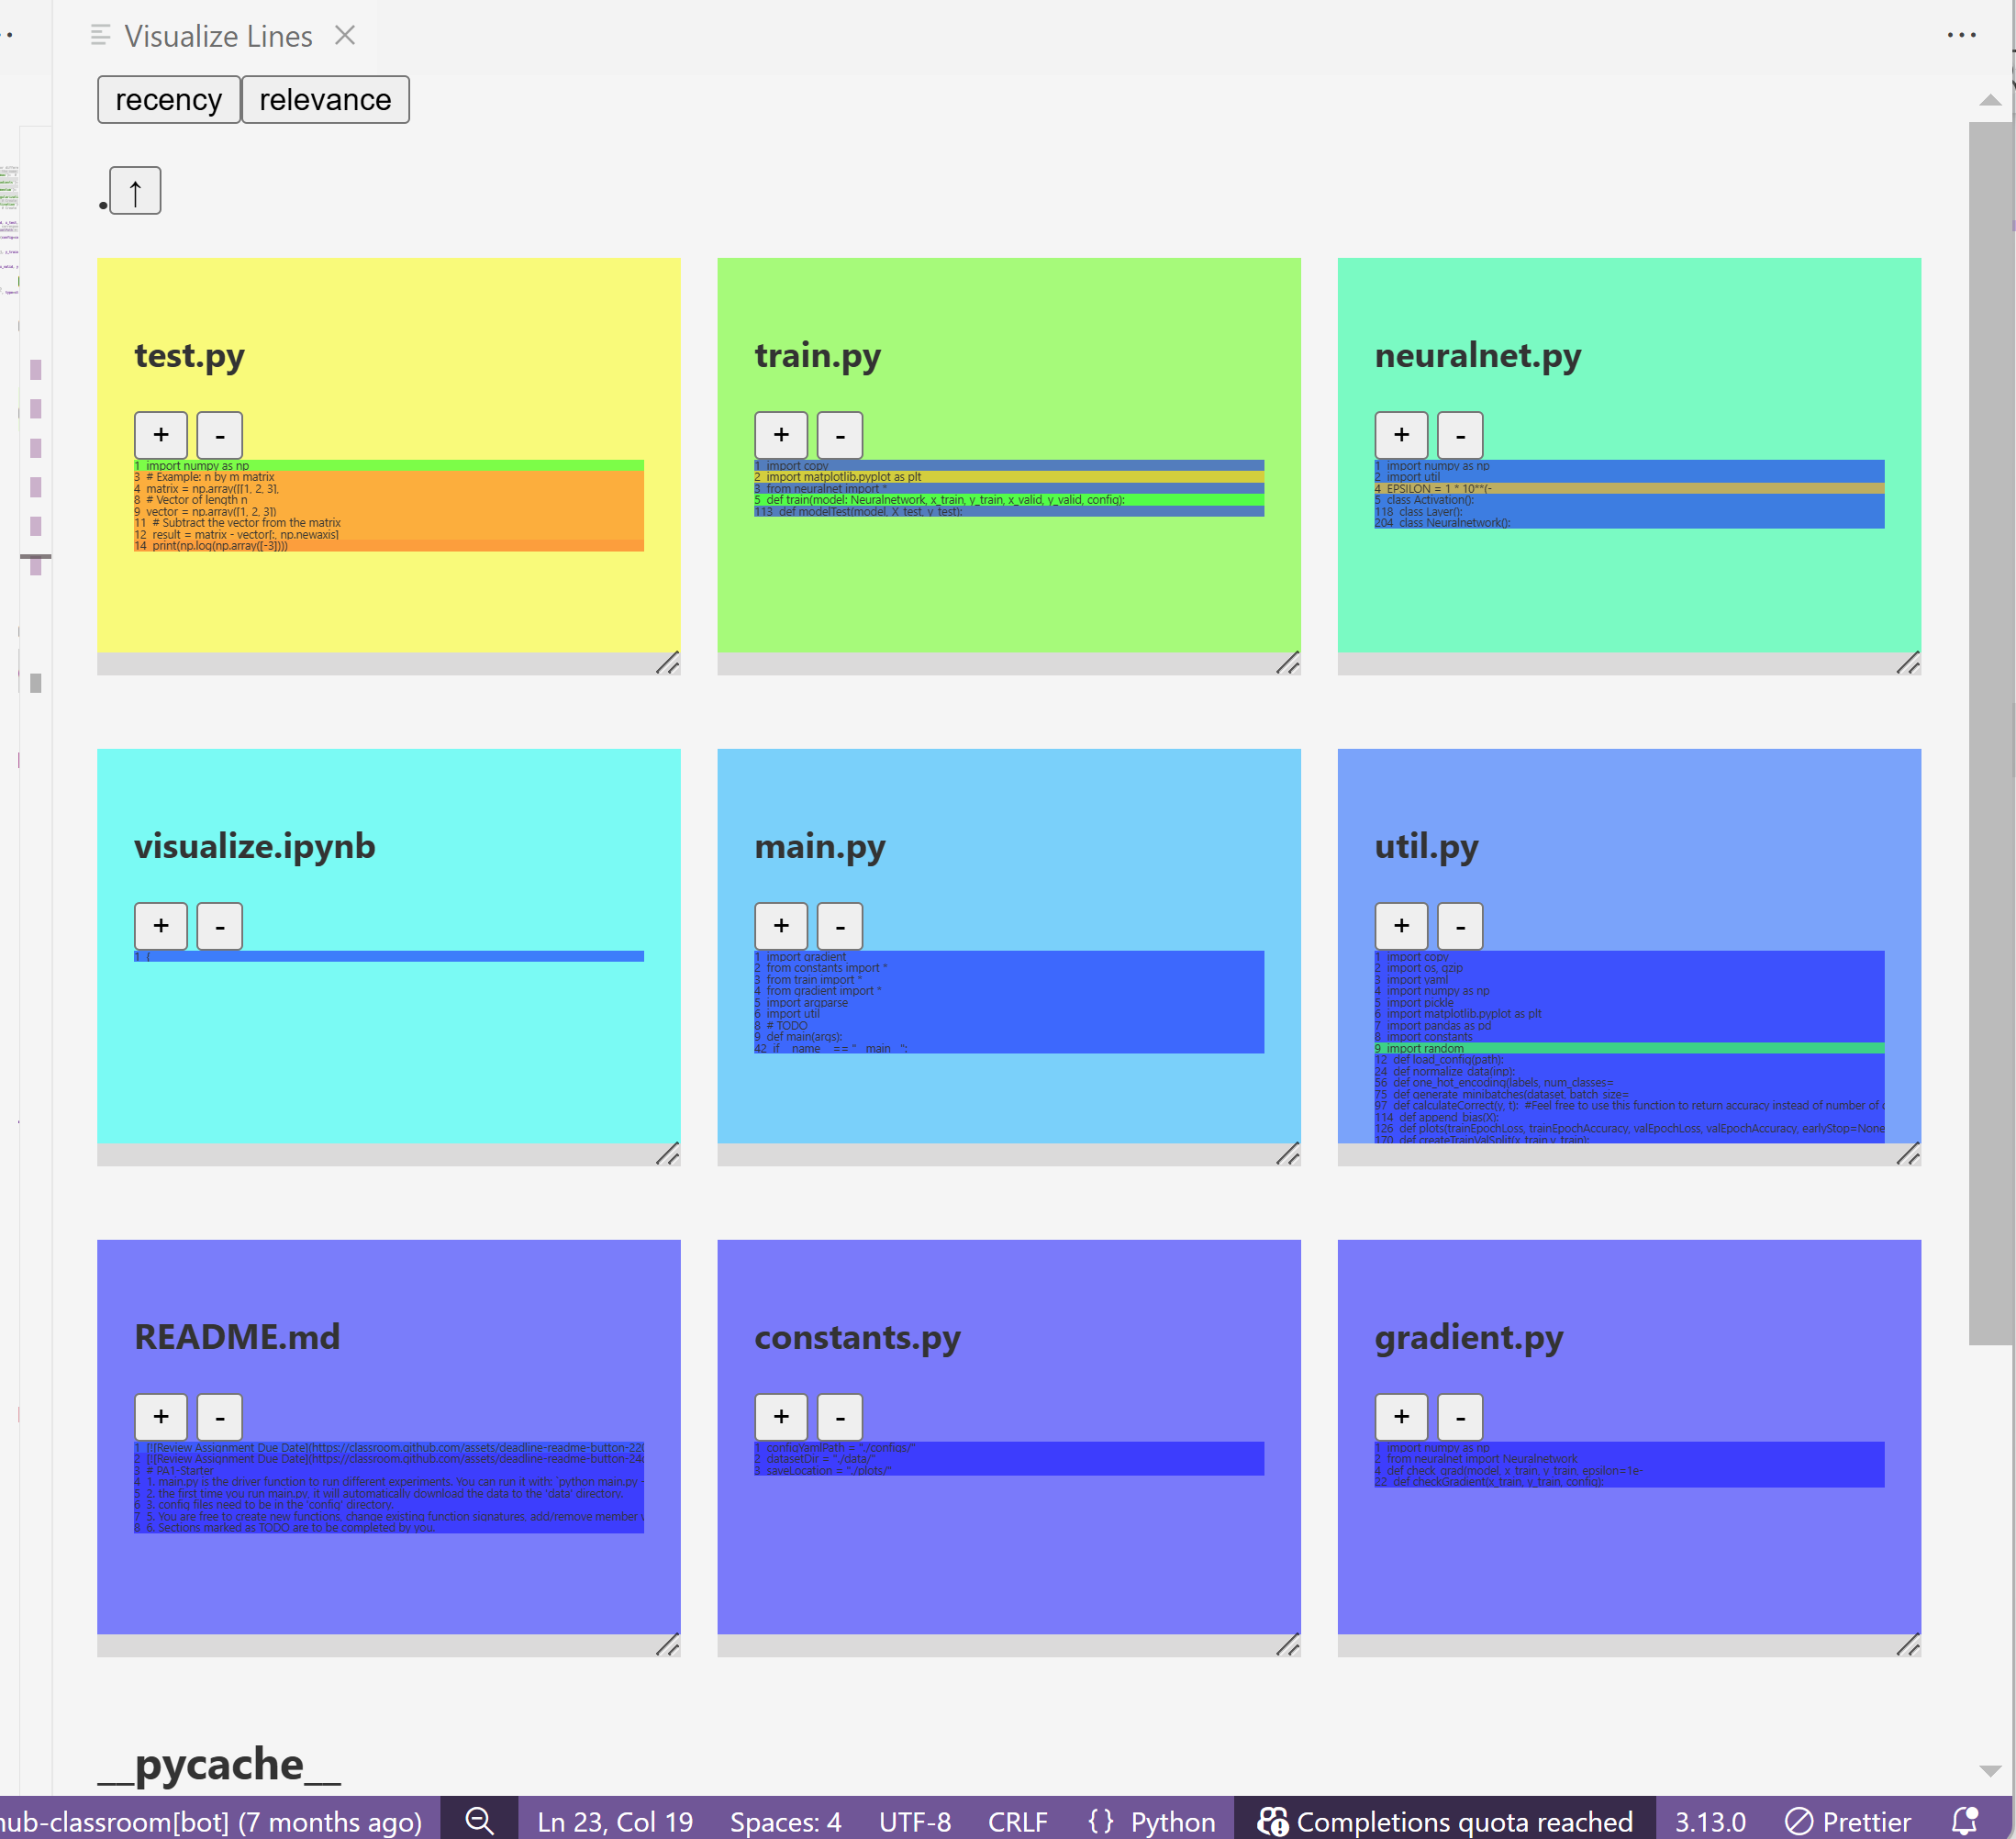 Visualize Lines
recency relevance
. ↑
test.py
+ -
1 import numpy as np
3 # Example: n by m matrix
4 matrix = np.array([[1, 2, 3],
8 # Vector of length n
9 vector = np.array([1, 2, 3])
11 # Subtract the vector from the matrix
12 result = matrix - vector[:, np.newaxis]
14 print(np.log(np.array([-3])))
train.py
+ -
1 import copy
2 import matplotlib.pyplot as plt
3 from neuralnet import *
5 def train(model: Neuralnetwork, x_train, y_train, x_valid, y_valid, config):
113 def modelTest(model, X_test, y_test):
neuralnet.py
+ -
1 import numpy as np
2 import util
4 EPSILON = 1 * 10**(-
5 class Activation():
118 class Layer():
204 class Neuralnetwork():
visualize.ipynb
+ -
1 {
main.py
+ -
1 import gradient
2 from constants import *
3 from train import *
4 from gradient import *
5 import argparse
6 import util
8 # TODO
9 def main(args):
42 if __name__ == "__main__":
util.py
+ -
1 import copy
2 import os, gzip
3 import yaml
4 import numpy as np
5 import pickle
6 import matplotlib.pyplot as plt
7 import pandas as pd
8 import constants
9 import random
12 def load_config(path):
24 def normalize_data(inp):
56 def one_hot_encoding(labels, num_classes=
75 def generate_minibatches(dataset, batch_size=
97 def calculateCorrect(y, t): #Feel free to use this function to return accuracy instead of number of
114 def append_bias(X):
126 def plots(trainEpochLoss, trainEpochAccuracy, valEpochLoss, valEpochAccuracy, earlyStop=None
170 def createTrainValSplit(x_train,y_train):
README.md
+ -
1 [![Review Assignment Due Date](https://classroom.github.com/assets/deadline-readme-button-22
2 [![Review Assignment Due Date](https://classroom.github.com/assets/deadline-readme-button-24
3 # PA1-Starter
4 1. main.py is the driver function to run different experiments. You can run it with: `python main.py -
5 2. the first time you run main.py, it will automatically download the data to the 'data' directory.
6 3. config files need to be in the 'config' directory.
7 5. You are free to create new functions, change existing function signatures, add/remove member
8 6. Sections marked as TODO are to be completed by you.
constants.py
+ -
1 configYamlPath = "./configs/"
2 datasetDir = "./data/"
3 saveLocation = "./plots/"
gradient.py
+ -
1 import numpy as np
2 from neuralnet import Neuralnetwork
4 def check_grad(model, x_train, y_train, epsilon=1e-
22 def checkGradient(x_train, y_train, config):
__pycache__
hub-classroom[bot] (7 months ago) Ln 23, Col 19 Spaces: 4 UTF-8 CRLF {} Python Completions quota reached 3.13.0 Prettier